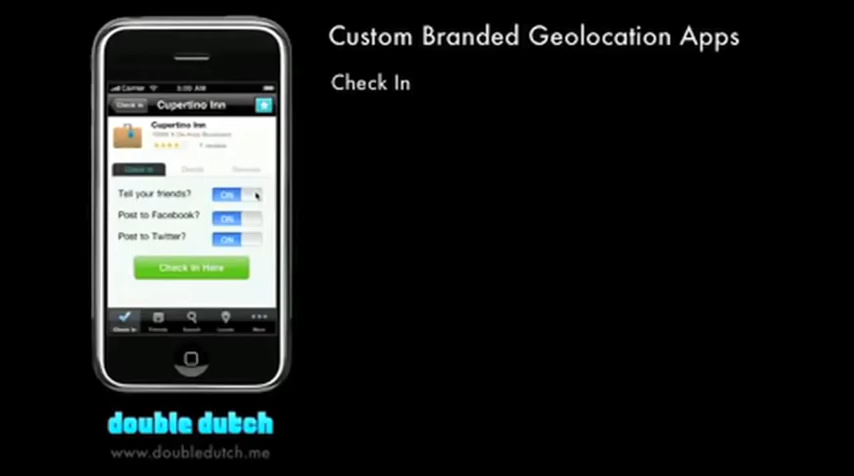 Custom Branded Geolocation Apps
Check In
Carrier
Check In
Cupertino Inn
Cupertino Inn
1 review
Check In
Details
Tell your friends?
ON
Post to Facebook?
ON
Post to Twitter?
ON
Check In Here
Check In
Friends
Search
More
double dutch
www.doubledutch.me